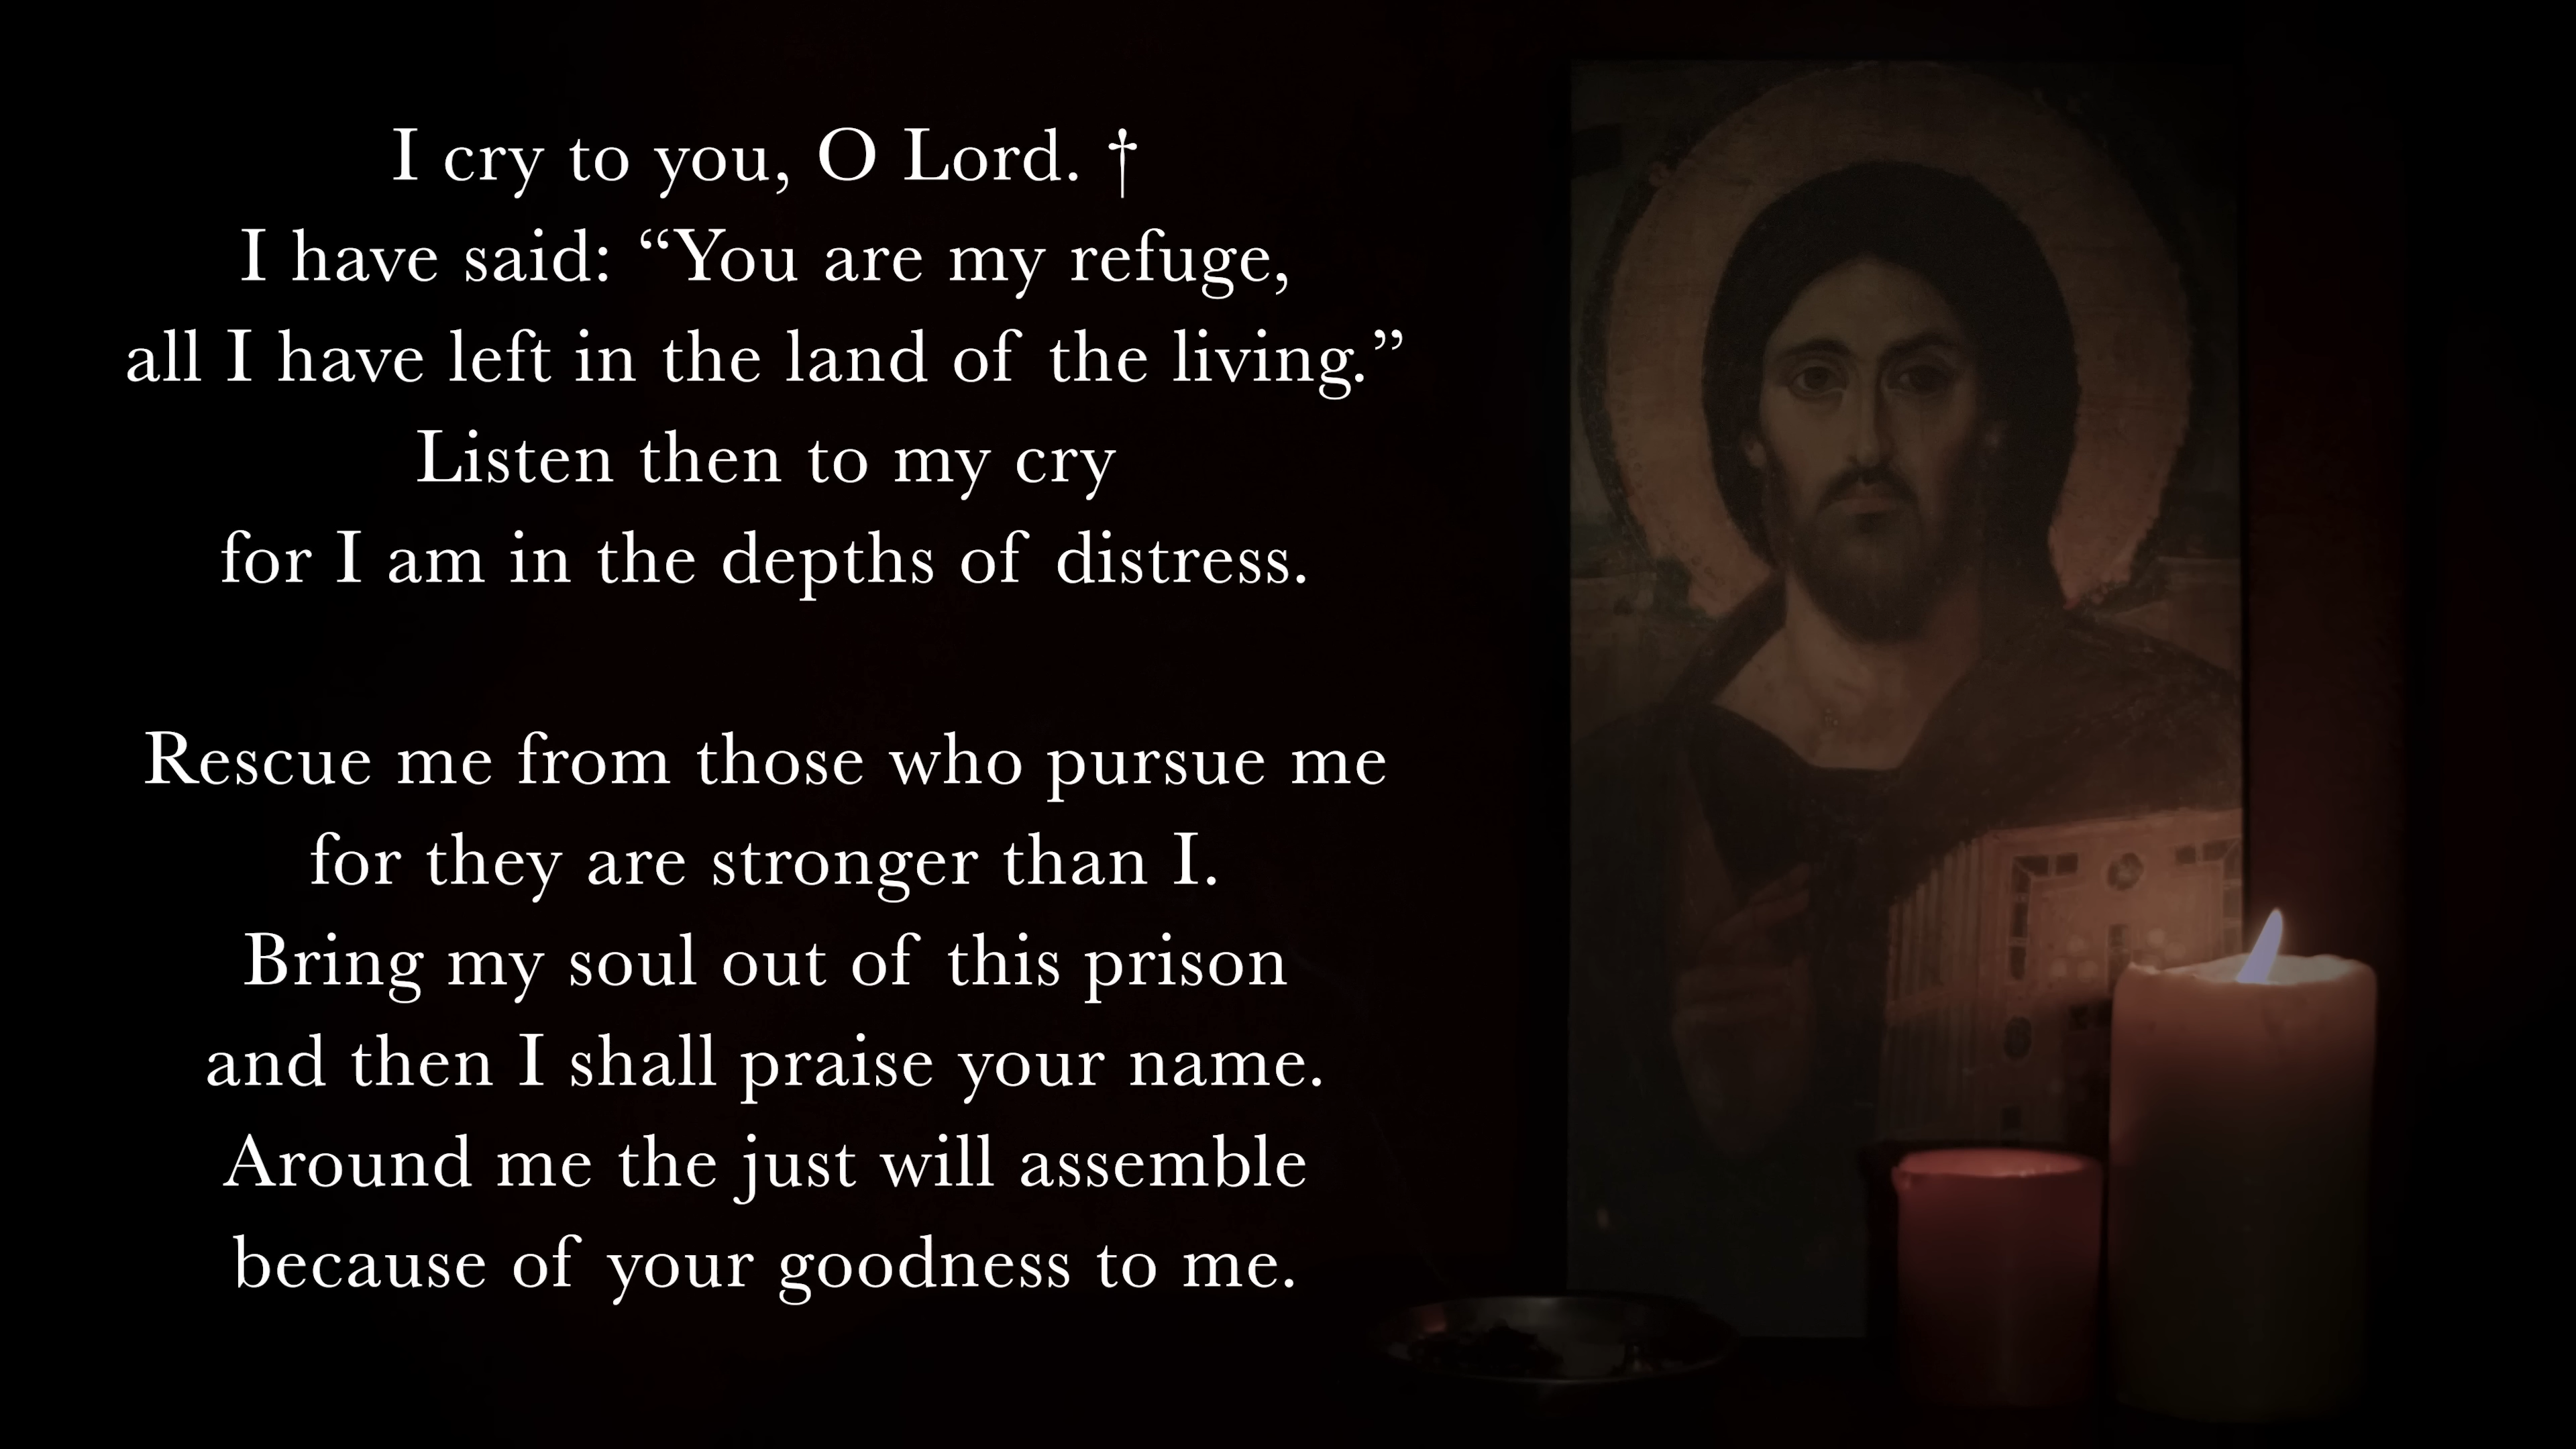 I cry to you, O Lord. †
I have said: “You are my refuge,
all I have left in the land of the living.”
Listen then to my cry
for I am in the depths of distress.
Rescue me from those who pursue me
for they are stronger than I.
Bring my soul out of this prison
and then I shall praise your name.
Around me the just will assemble
because of your goodness to me.